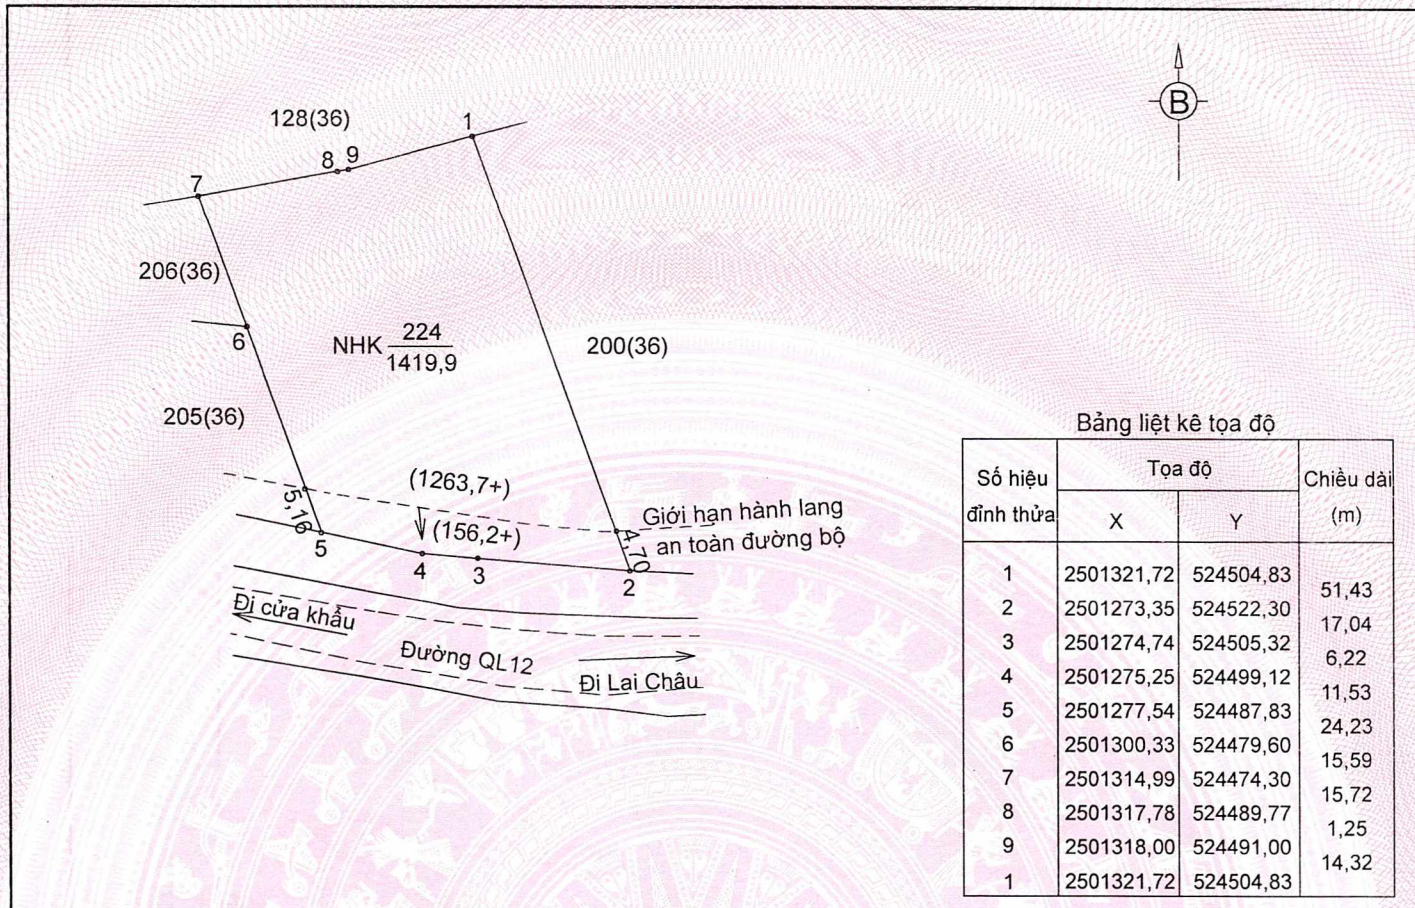 B
128(36)
1
8 9
7
206(36)
6
NHK 224
1419,9
200(36)
205(36)
(1263,7+)
5,16
(156,2+)
5
4
3
4,70
2
Giới hạn hành lang
an toàn đường bộ
Đi cửa khẩu
Đường QL12
Đi Lai Châu
Bảng liệt kê tọa độ
Số hiệu
đỉnh thửa
Tọa độ
Chiều dài
(m)
X Y
1 2501321,72 524504,83
51,43
2 2501273,35 524522,30
17,04
3 2501274,74 524505,32
6,22
4 2501275,25 524499,12
11,53
5 2501277,54 524487,83
24,23
6 2501300,33 524479,60
15,59
7 2501314,99 524474,30
15,72
8 2501317,78 524489,77
1,25
9 2501318,00 524491,00
14,32
1 2501321,72 524504,83